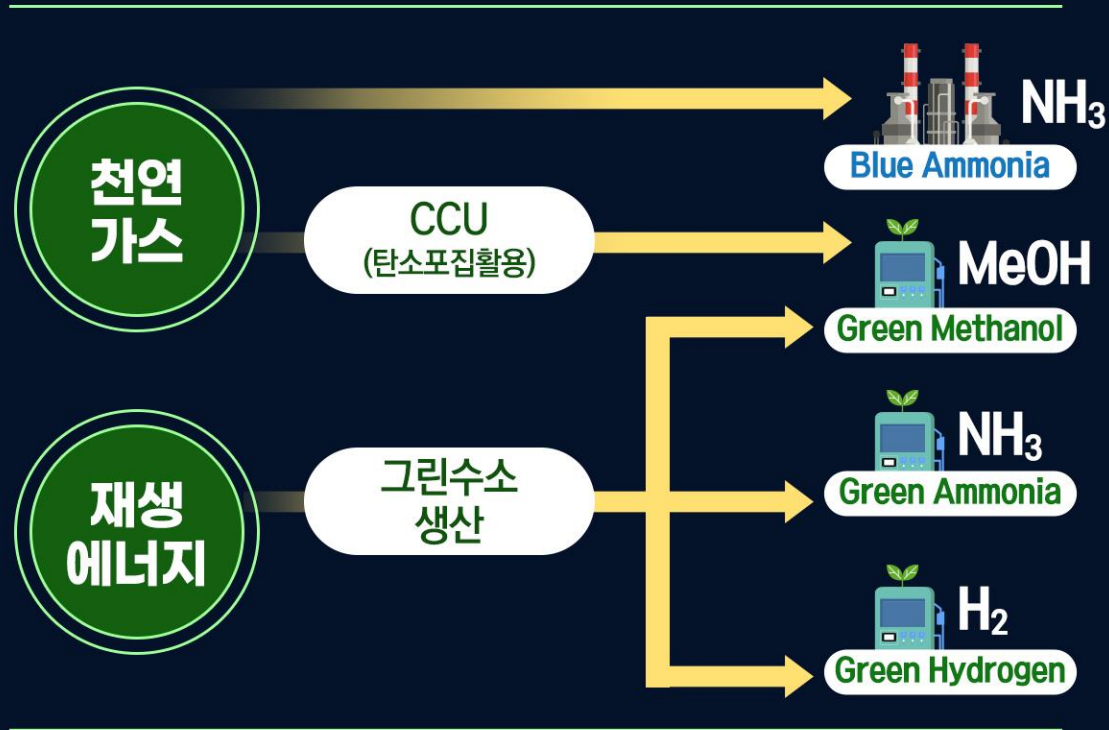 천연
가스
CCU
(탄소포집활용)
NH₃
Blue Ammonia
MeOH
Green Methanol
재생
에너지
그린수소
생산
NH₃
Green Ammonia
H₂
Green Hydrogen